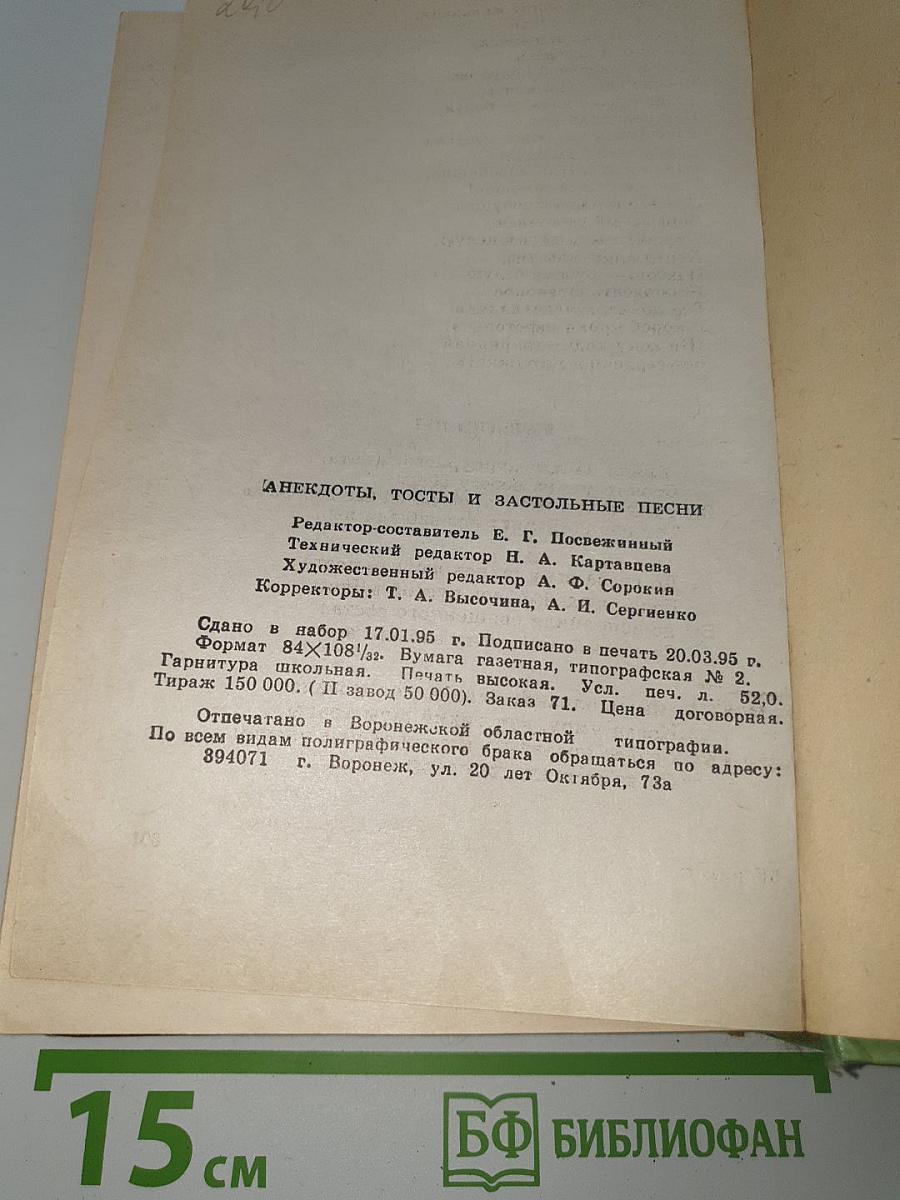 АНЕКДОТЫ, ТОСТЫ И ЗАСТОЛЬНЫЕ ПЕСНИ
Редактор-составитель Е. Г. Посвежинный
Технический редактор Н. А. Картавцева
Художественный редактор А. Ф. Сорокин
Корректоры: Т. А. Высочина, А. И. Сергиенко
Сдано в набор 17.01.95 г. Подписано в печать 20.03.95 г.
Формат 84×108¹/₃₂. Бумага газетная, типографская № 2.
Гарнитура школьная. Печать высокая. Усл. печ. л. 52,0.
Тираж 150 000. ( II завод 50 000). Заказ 71. Цена договорная.
Отпечатано в Воронежской областной типографии.
По всем видам полиграфического брака обращаться по адресу:
394071 г. Воронеж, ул. 20 лет Октября, 73а
15 см
БФ БИБЛИОФАН